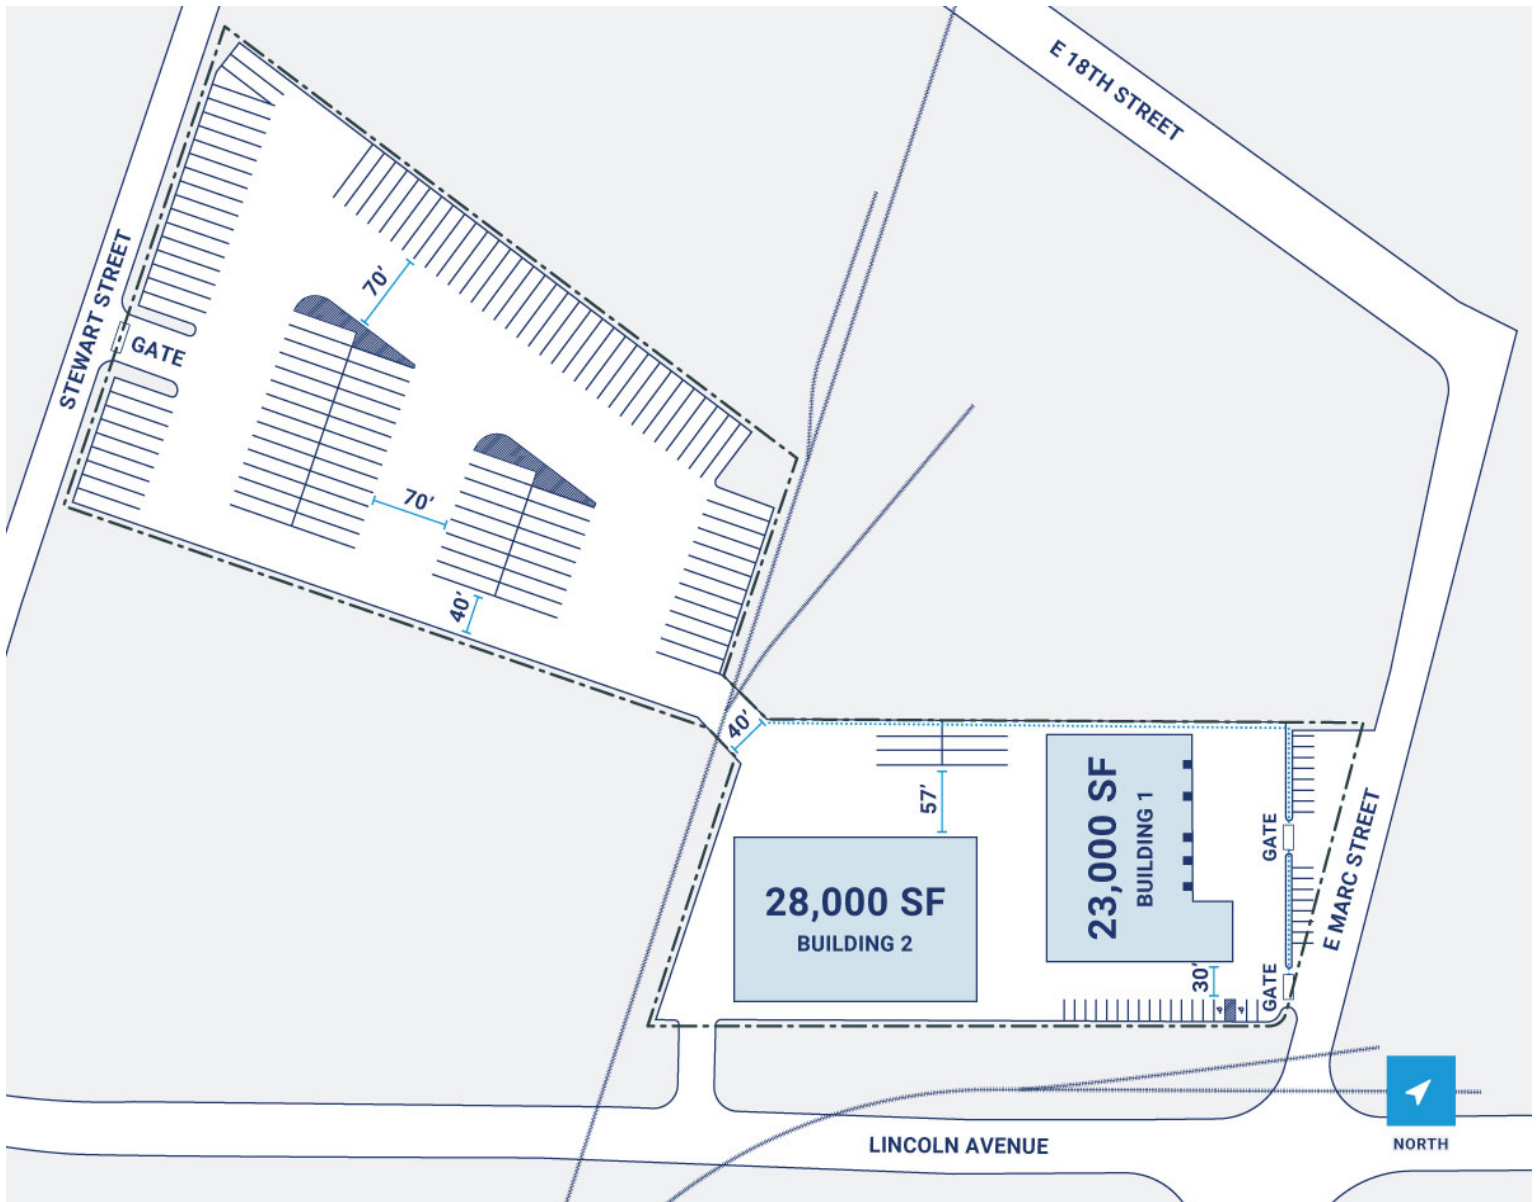 E 18TH STREET
STEWART STREET
GATE
70′
70′
40′
40′
57′
28,000 SF
BUILDING 2
23,000 SF
BUILDING 1
30′
GATE
GATE
E MARC STREET
LINCOLN AVENUE
NORTH